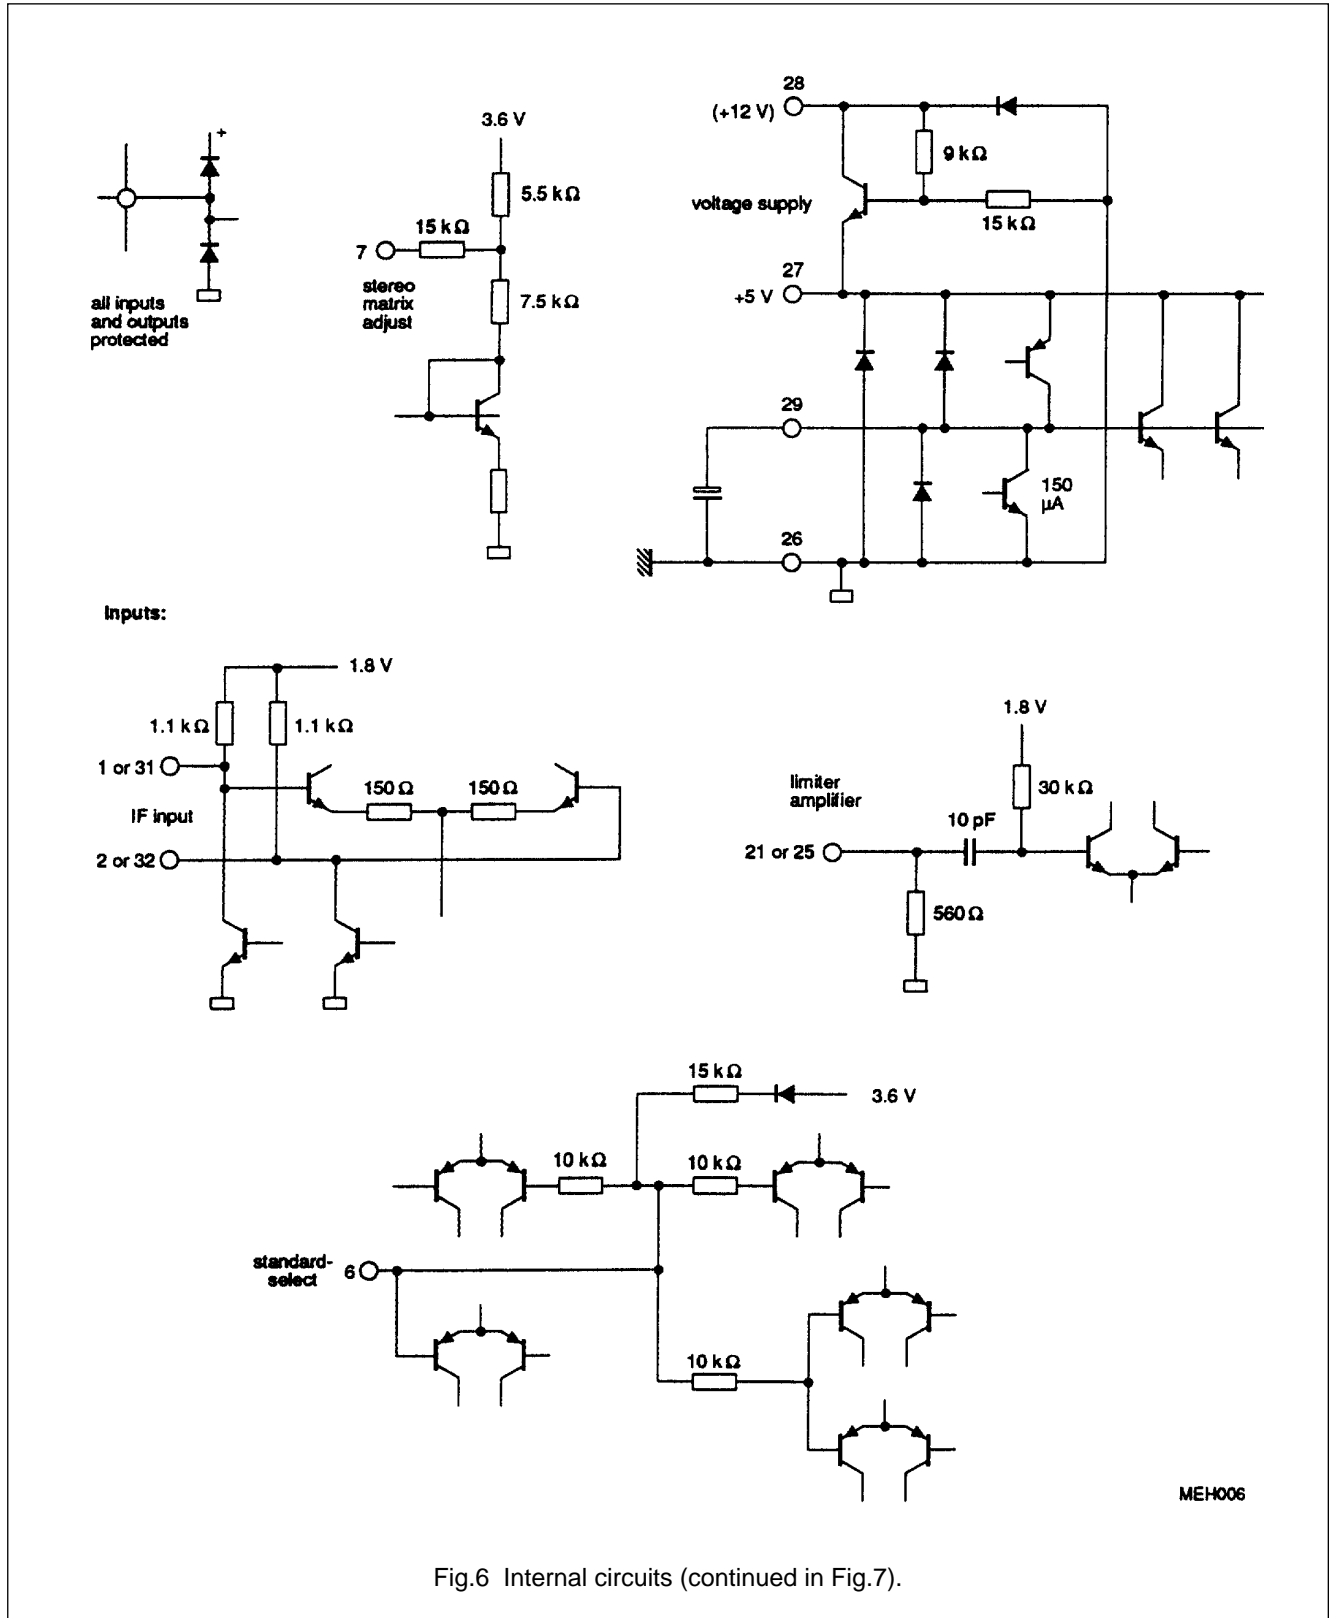 +
all inputs
and outputs
protected
3.6 V
5.5 kΩ
15 kΩ
7
stereo
matrix
adjust
7.5 kΩ
28
(+12 V)
9 kΩ
voltage supply
15 kΩ
27
+5 V
29
150
µA
26
Inputs:
1.8 V
1.1 kΩ
1.1 kΩ
1 or 31
150 Ω
150 Ω
IF input
2 or 32
1.8 V
limiter
amplifier
30 kΩ
10 pF
21 or 25
560 Ω
15 kΩ
3.6 V
10 kΩ
10 kΩ
standard-
select
6
10 kΩ
MEH006
Fig.6 Internal circuits (continued in Fig.7).